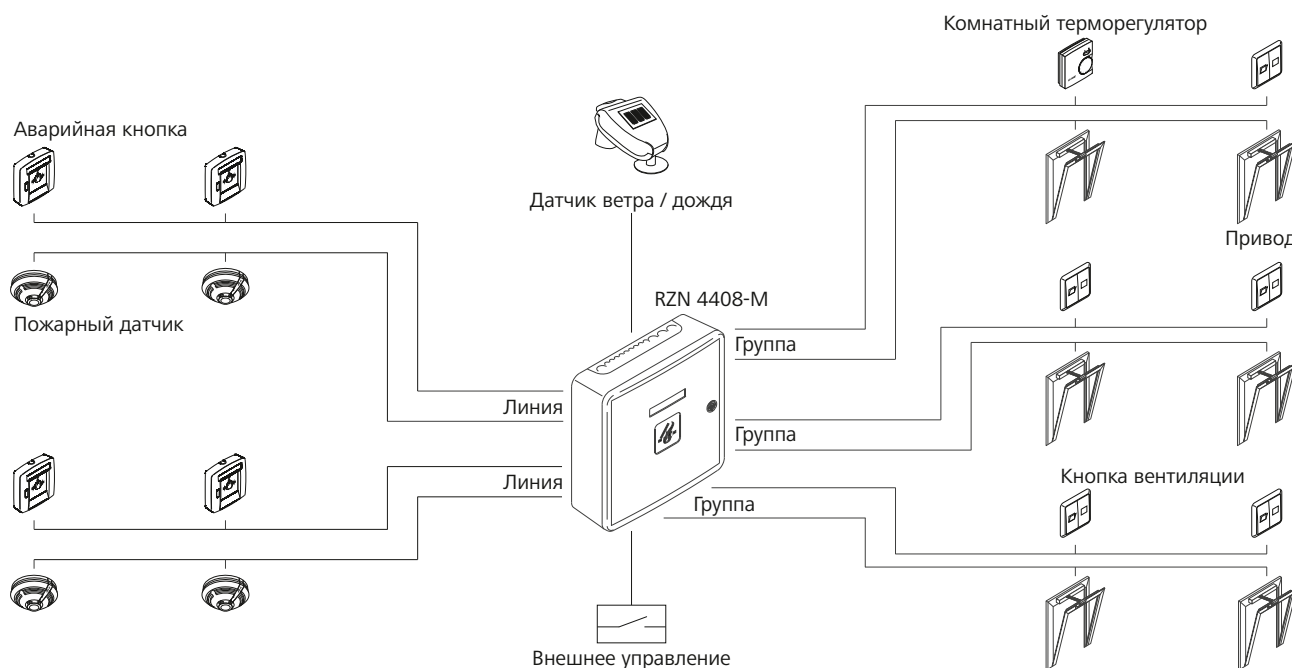 Комнатный терморегулятор
Аварийная кнопка
Датчик ветра / дождя
Привод
Пожарный датчик
RZN 4408-M
Группа
Линия
Группа
Линия
Кнопка вентиляции
Группа
Внешнее управление